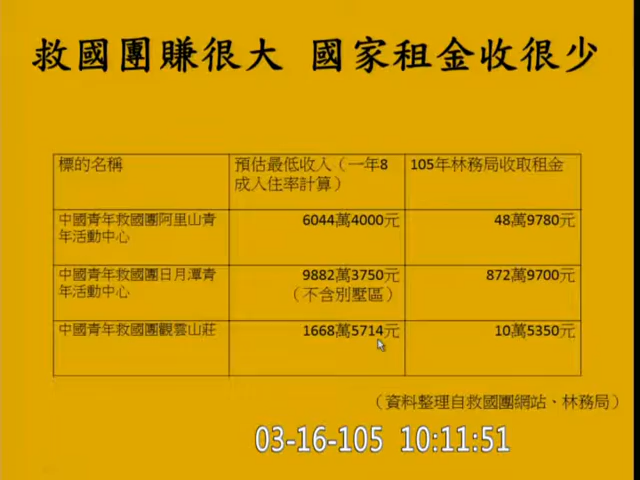 救國團賺很大 國家租金收很少
標的名稱
預估最低收入（一年8
成入住率計算）
105年林務局收取租金
中國青年救國團阿里山青
年活動中心
6044萬4000元
48萬9780元
中國青年救國團日月潭青
年活動中心
9882萬3750元
（不含別墅區）
872萬9700元
中國青年救國團觀雲山莊
1668萬5714元
10萬5350元
（資料整理自救國團網站、林務局）
03-16-105 10:11:51